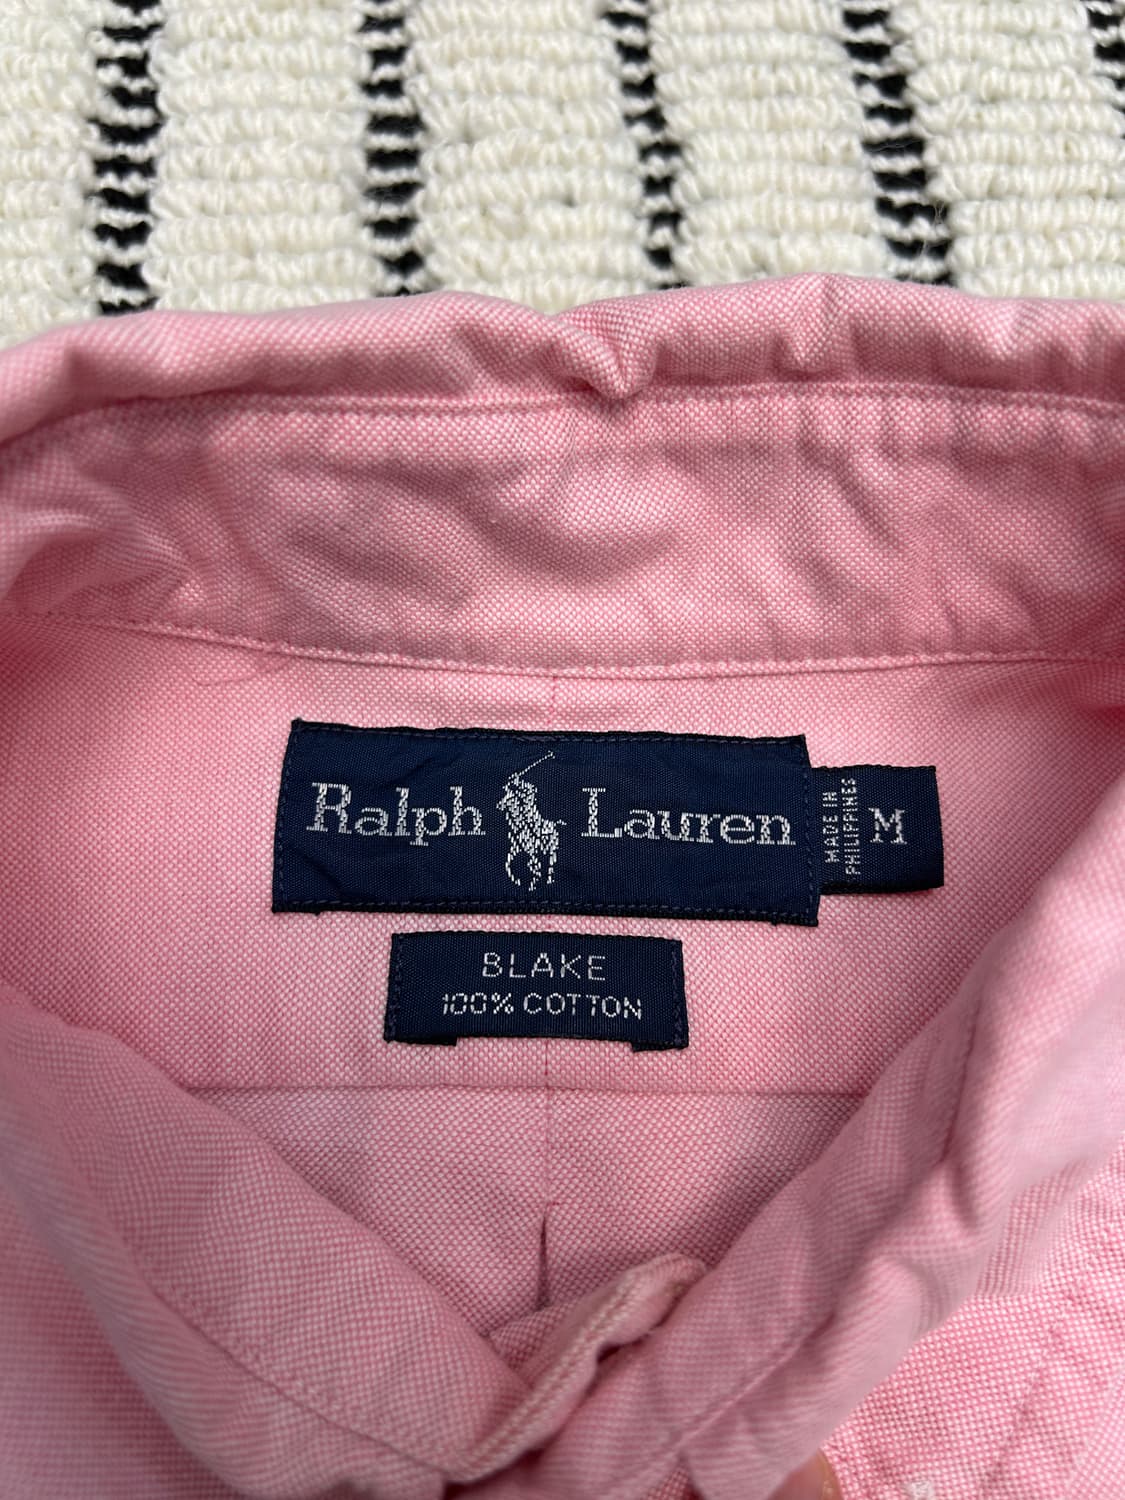 Ralph Lauren
MADE IN
PHILIPPINES
M
BLAKE
100% COTTON